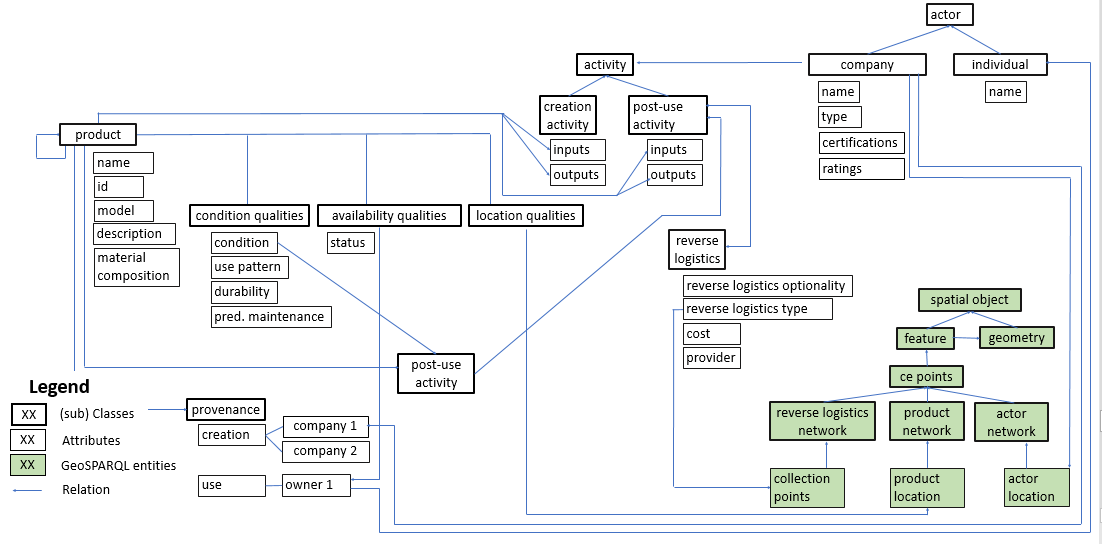 actor
activity
company
individual
creation
activity
post-use
activity
name
name
type
product
inputs
inputs
certifications
name
outputs
outputs
ratings
id
model
condition qualities
availability qualities
location qualities
description
condition
status
reverse
logistics
material
composition
use pattern
durability
reverse logistics optionality
spatial object
pred. maintenance
reverse logistics type
cost
feature
geometry
provider
post-use
activity
ce points
Legend
XX
(sub) Classes
provenance
reverse logistics
network
product
network
actor
network
creation
company 1
XX
Attributes
company 2
XX
GeoSPARQL entities
use
owner 1
collection
points
product
location
actor
location
Relation